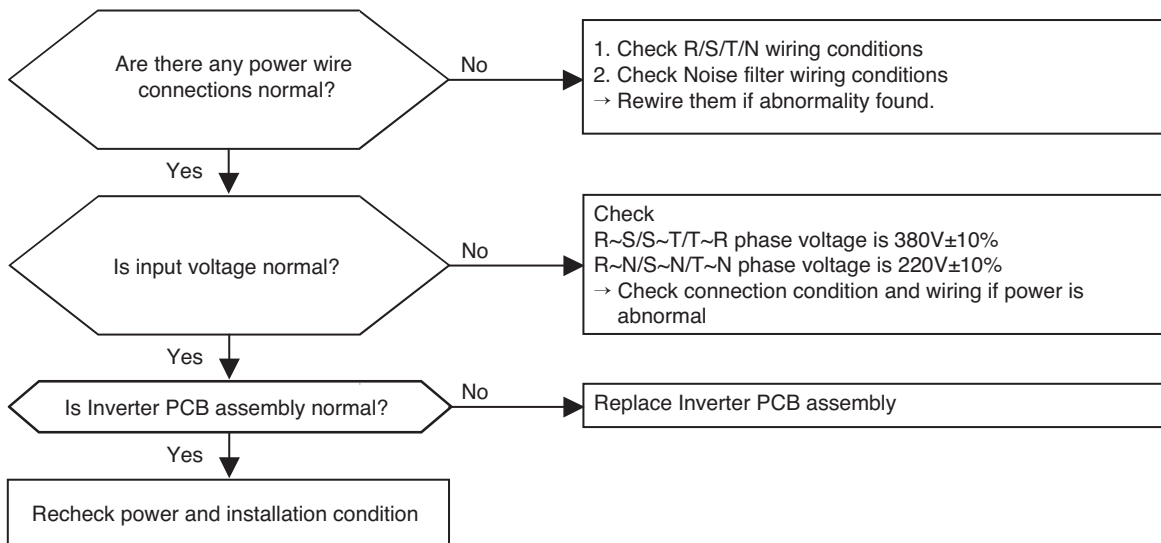 Are there any power wire
connections normal?
No
1. Check R/S/T/N wiring conditions
2. Check Noise filter wiring conditions
→ Rewire them if abnormality found.
Yes
Is input voltage normal?
No
Check
R~S/S~T/T~R phase voltage is 380V±10%
R~N/S~N/T~N phase voltage is 220V±10%
→ Check connection condition and wiring if power is
abnormal
Yes
Is Inverter PCB assembly normal?
No
Replace Inverter PCB assembly
Yes
Recheck power and installation condition